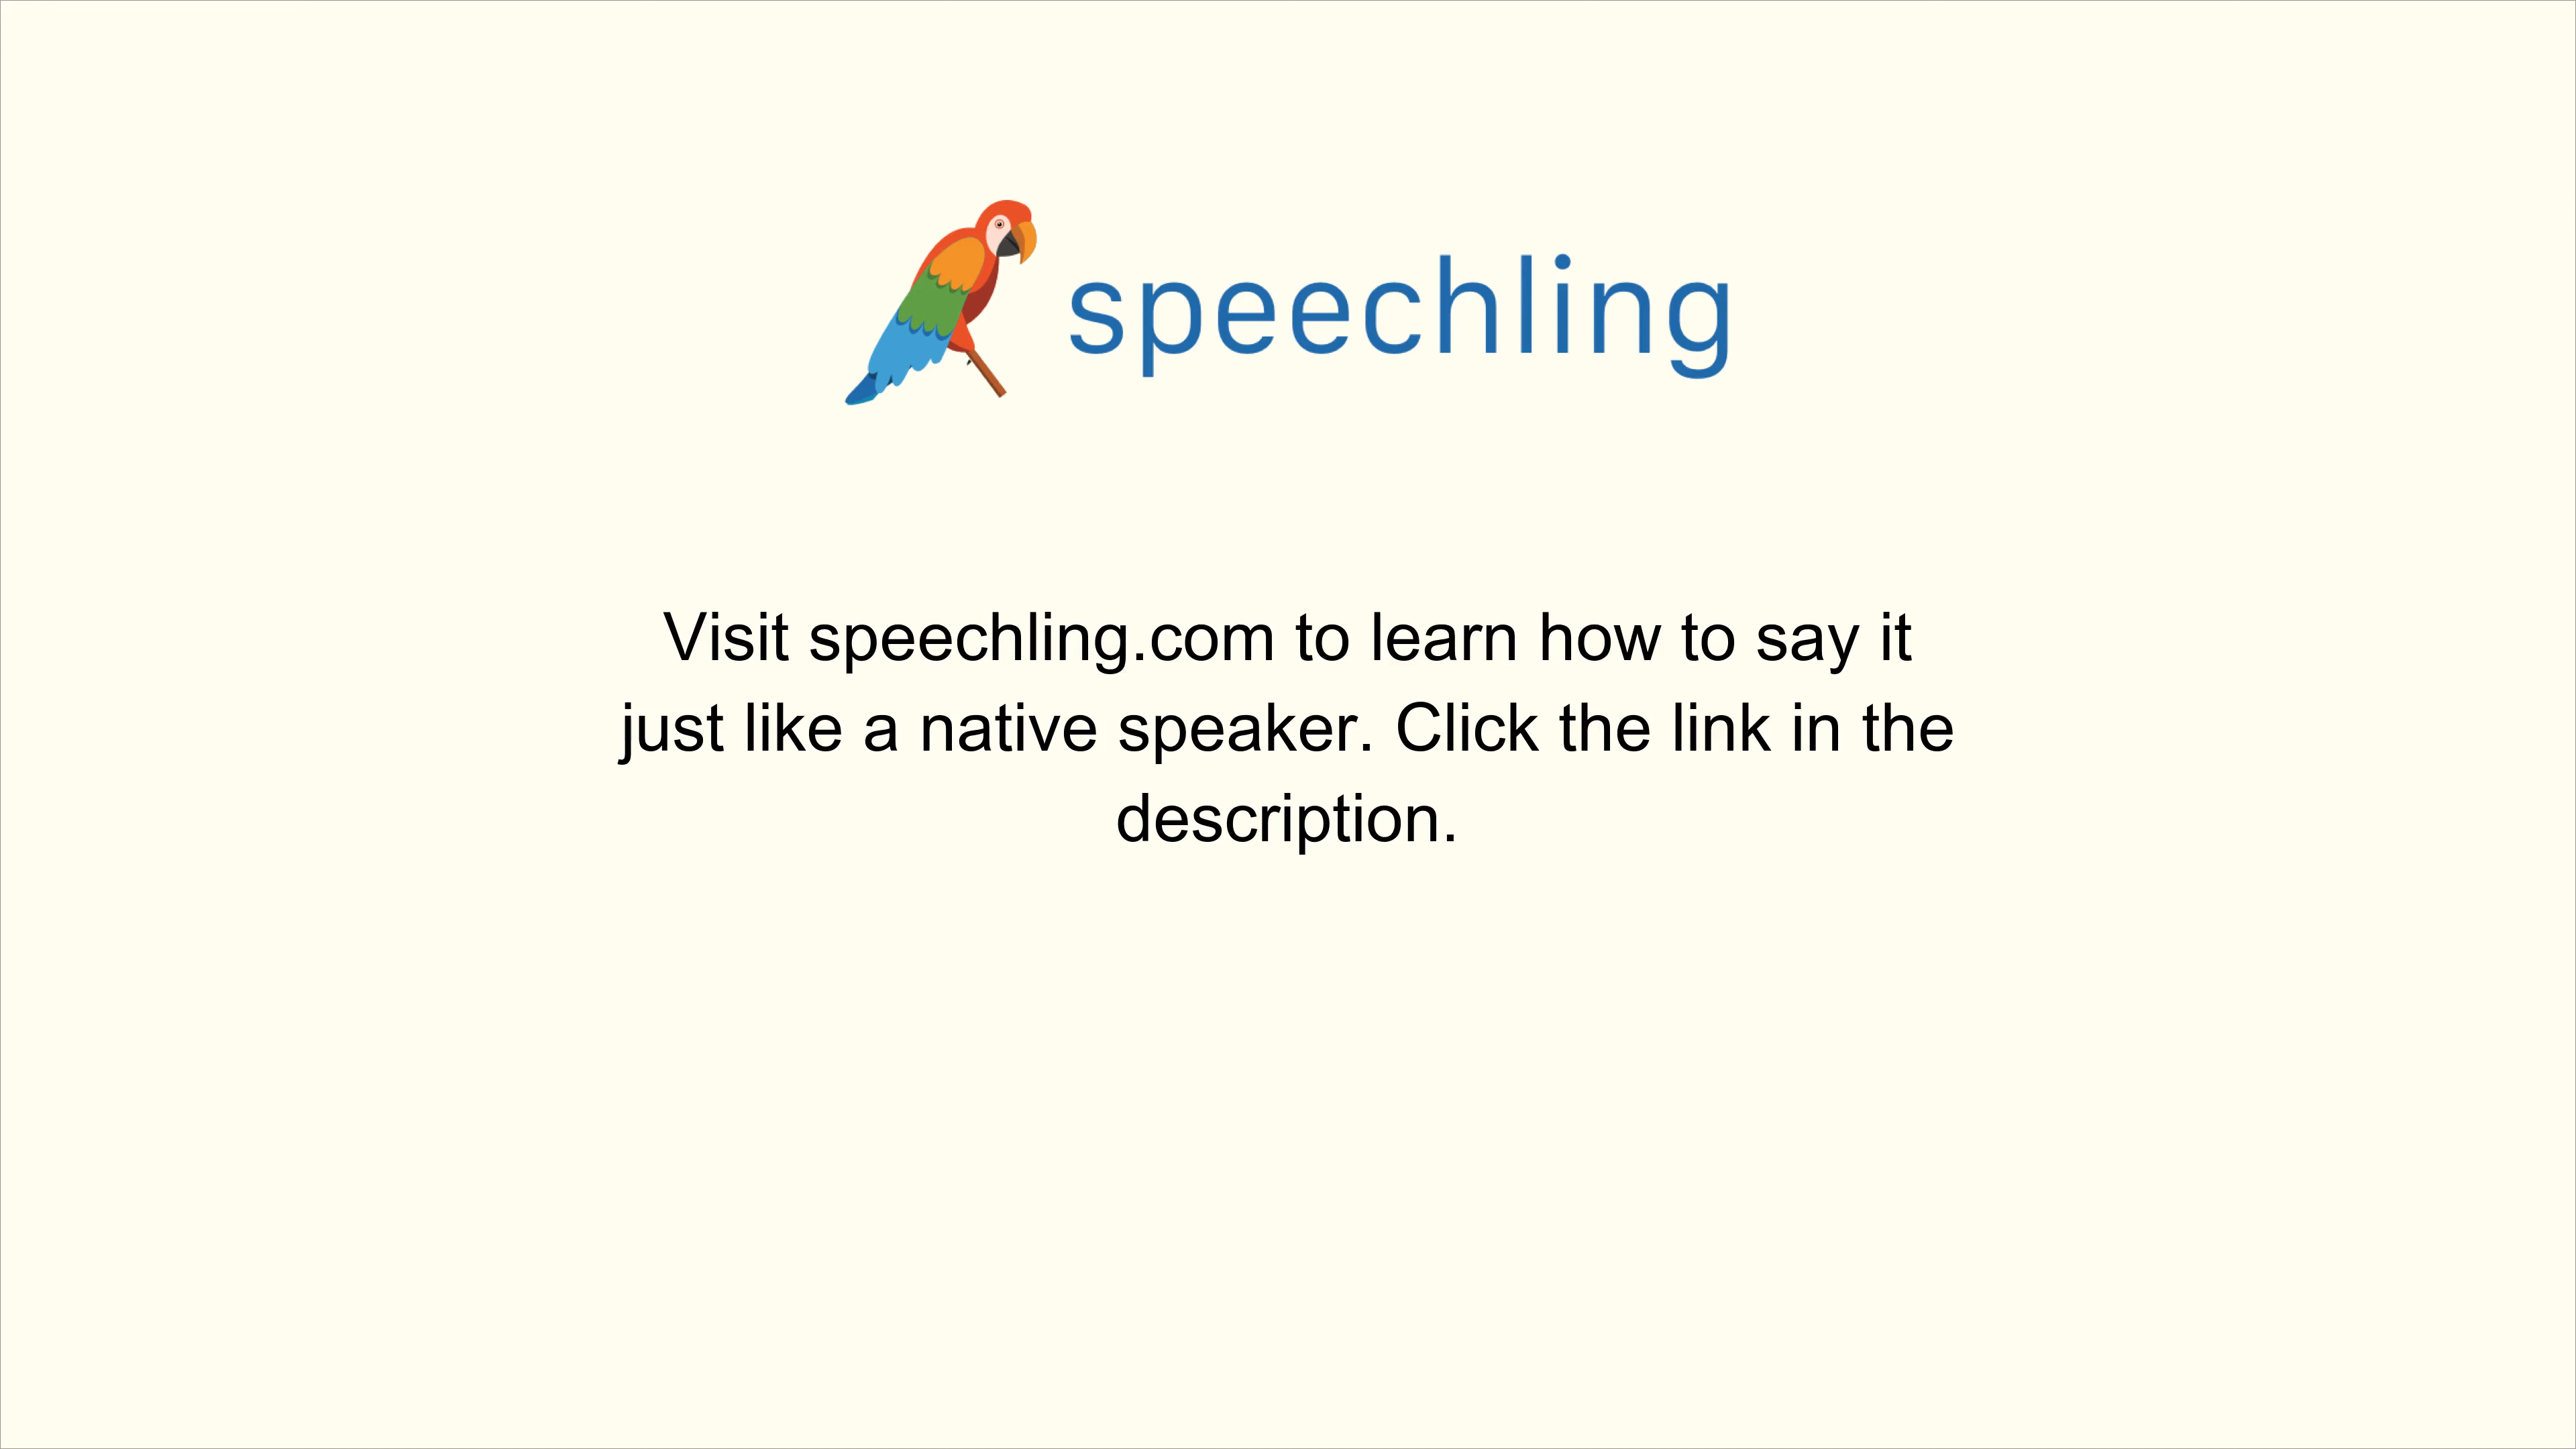 speechling
Visit speechling.com to learn how to say it
just like a native speaker. Click the link in the
description.